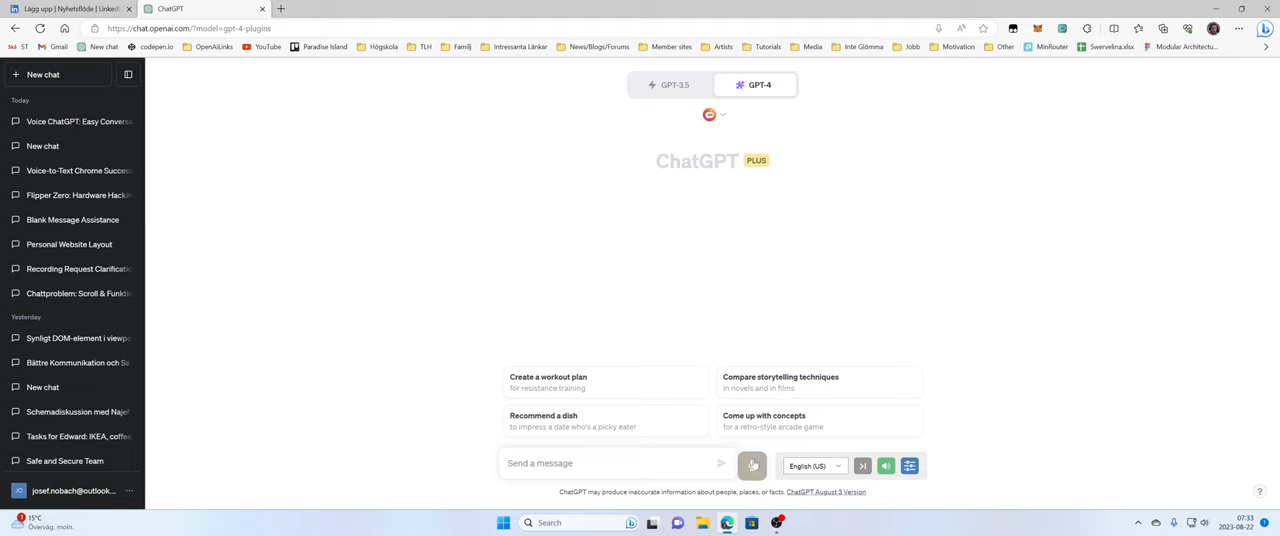 Lägg upp | Nyhetsflöde | LinkedI
ChatGPT
https://chat.openai.com/?model=gpt-4-plugins
Skål ST Gmail New chat codepen.io OpenAiLinks YouTube Paradise Island Högskola TLH Familj Intressanta Länkar News/Blogs/Forums Member sites Artists Tutorials Media Inte Glömma Jobb Motivation Other MinRouter Swervelina.xlsx Modular Architectu...
New chat
GPT-3.5 GPT-4
Today
Voice ChatGPT: Easy Conversa
New chat
ChatGPT PLUS
Voice-to-Text Chrome Succes
Flipper Zero: Hardware Hackin
Blank Message Assistance
Personal Website Layout
Recording Request Clarificatio
Chattproblem: Scroll & Funktio
Yesterday
Synligt DOM-element i viewpo
Bättre Kommunikation och Sa
New chat
Schemadiskussion med Najef
Tasks for Edward: IKEA, coffee,
Safe and Secure Team
josef.nobach@outlook...
Create a workout plan
for resistance training
Compare storytelling techniques
in novels and in films
Recommend a dish
to impress a date who's a picky eater
Come up with concepts
for a retro-style arcade game
Send a message
English (US)
ChatGPT may produce inaccurate information about people, places, or facts. ChatGPT August 3 Version
15°C
Överväg. moln.
Search
07:33
2023-08-22